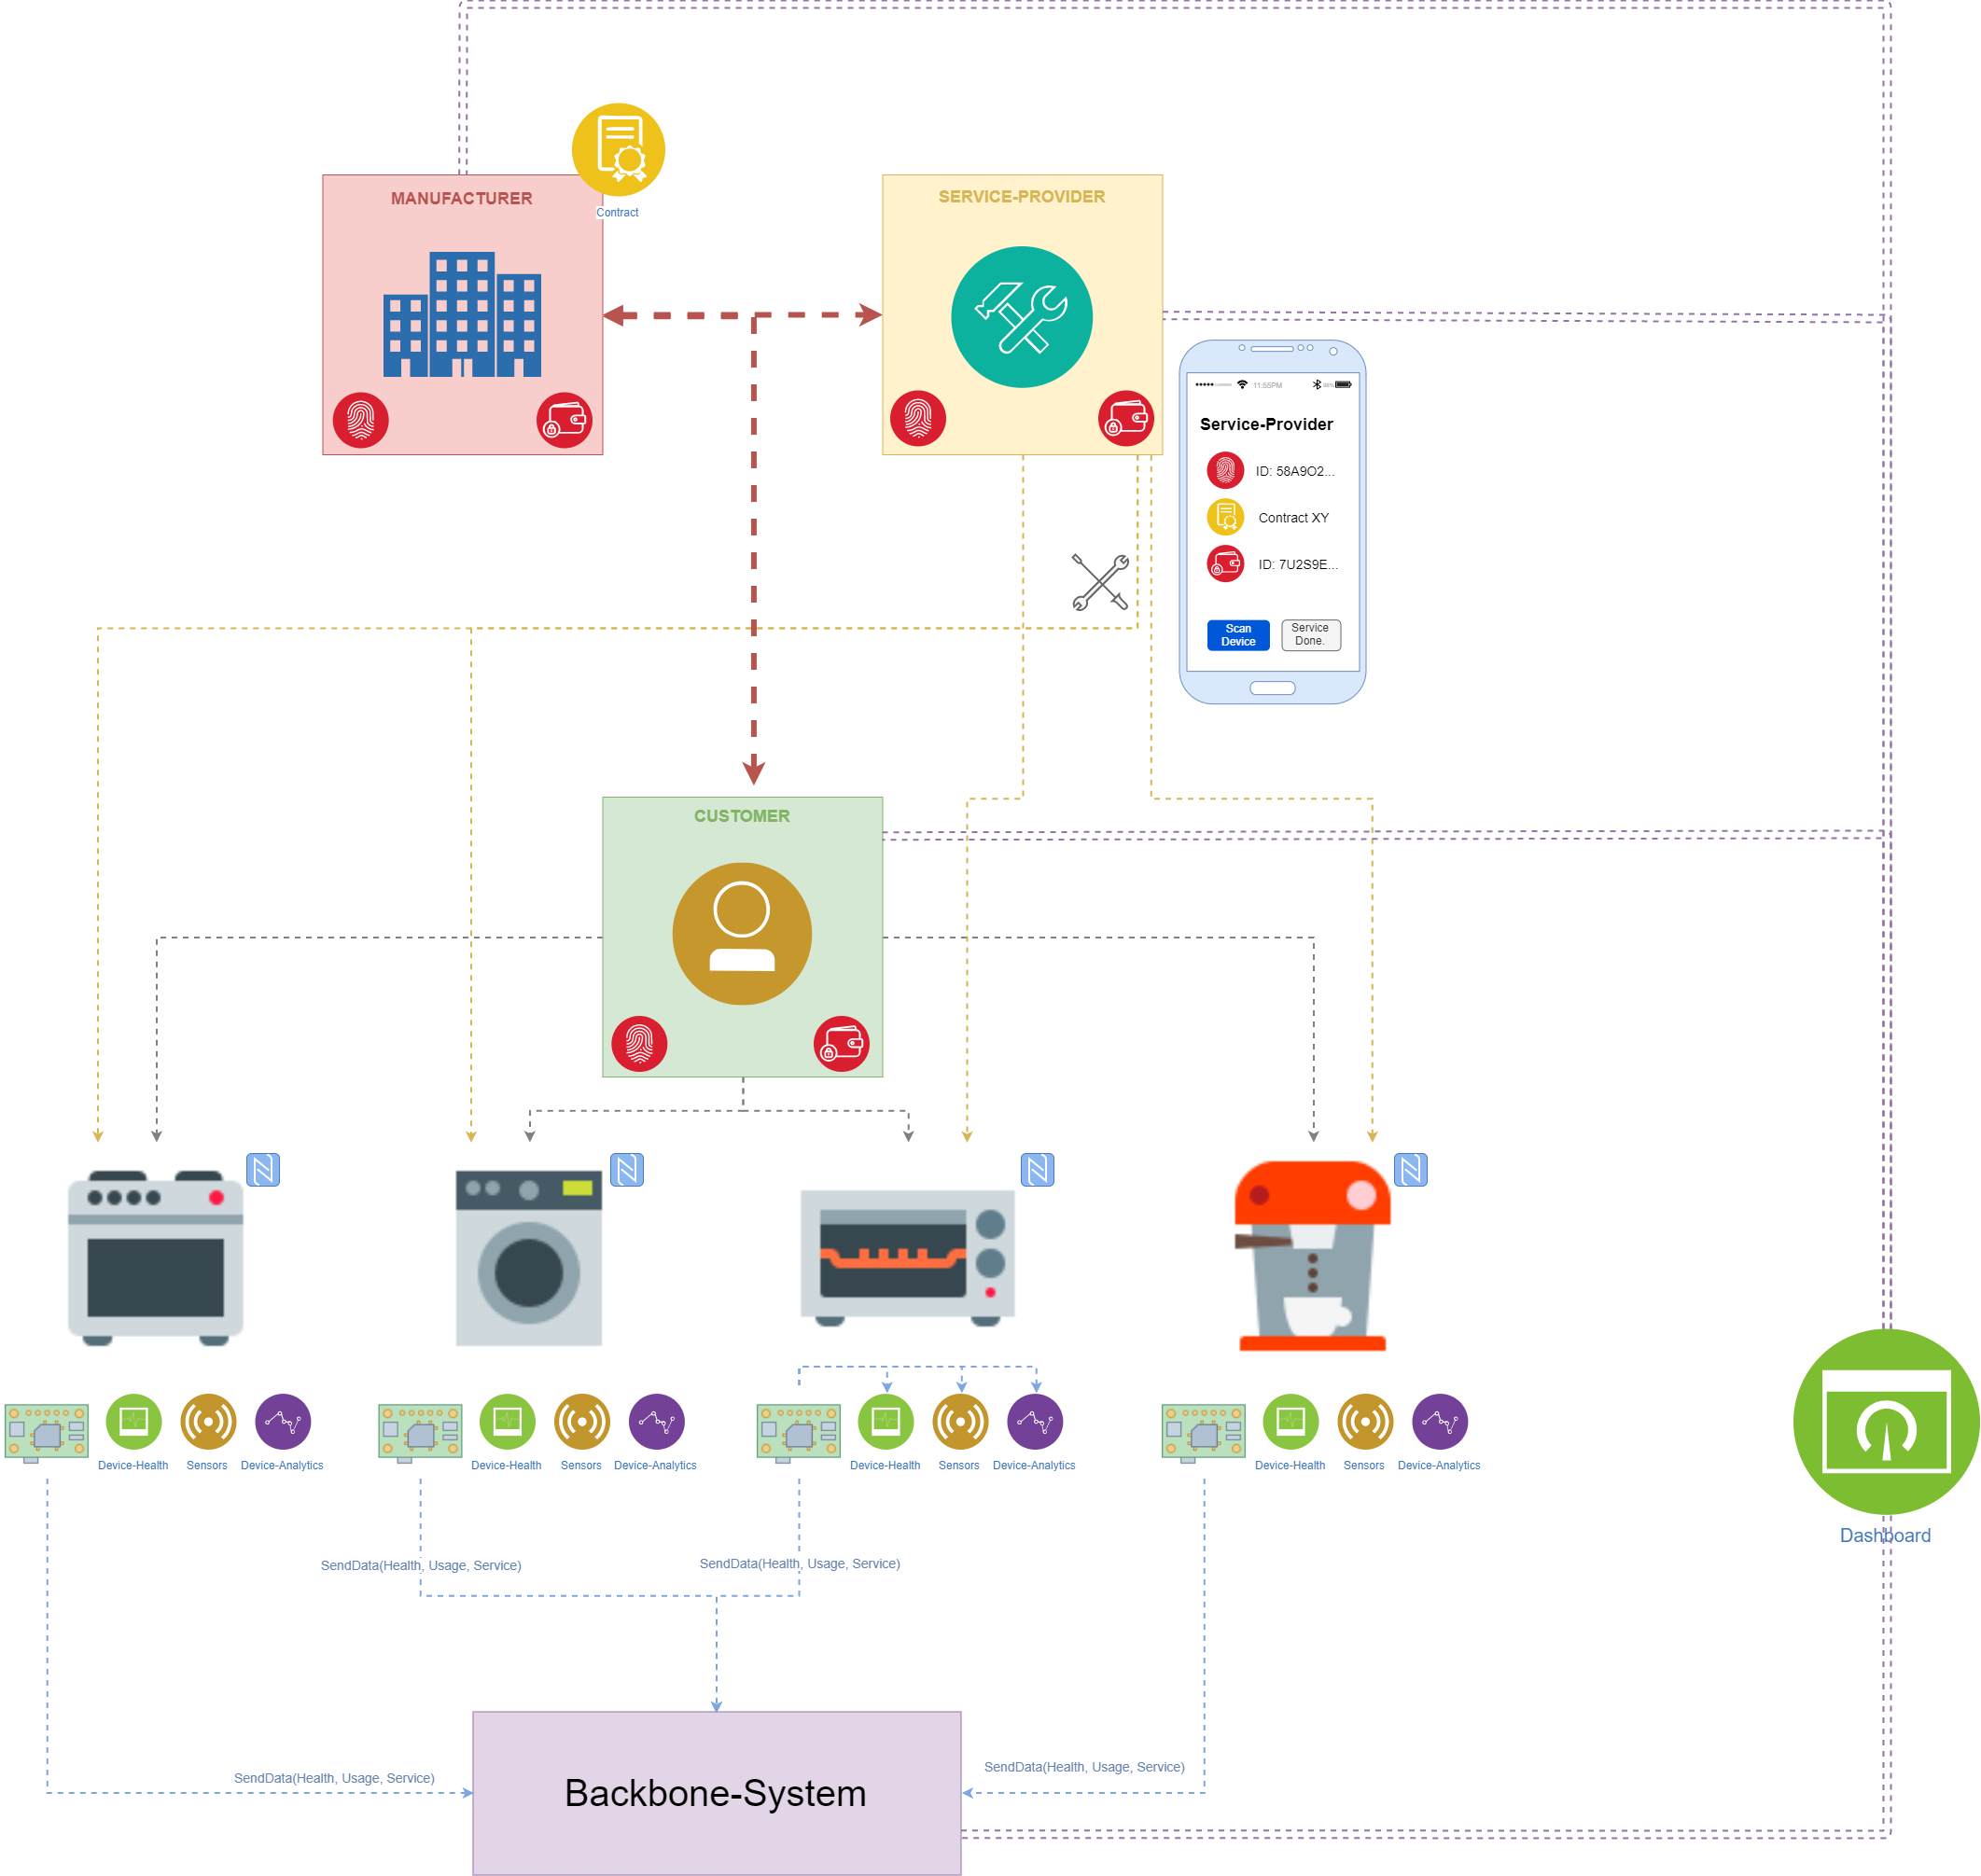 Contract
MANUFACTURER
SERVICE-PROVIDER
11:55PM
Service-Provider
ID: 58A9O2...
Contract XY
ID: 7U2S9E...
Scan
Device
Service
Done.
CUSTOMER
Device-Health
Sensors
Device-Analytics
Device-Health
Sensors
Device-Analytics
Device-Health
Sensors
Device-Analytics
Device-Health
Sensors
Device-Analytics
Dashboard
SendData(Health, Usage, Service)
SendData(Health, Usage, Service)
SendData(Health, Usage, Service)
SendData(Health, Usage, Service)
Backbone-System